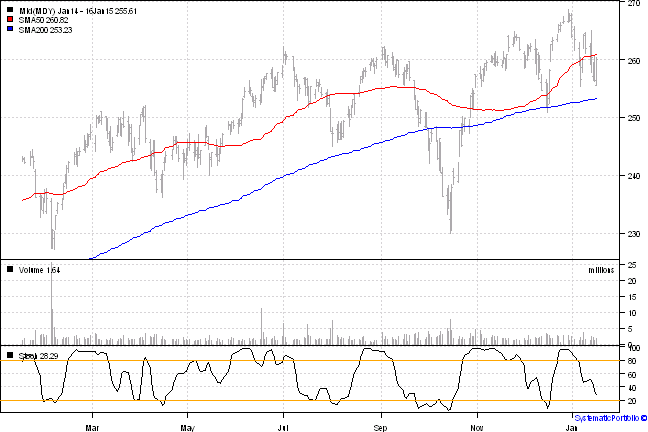 Mid(MDY) Jan14 - 16Jan15 255.61
SMA50 260.82
SMA200 253.23
270
260
250
240
230
Volume 1.64
millions
25
20
15
10
5
0
Stoch 28.29
100
80
60
40
20
Mar May Jul Sep Nov Jan
SystematicPortfolio ©